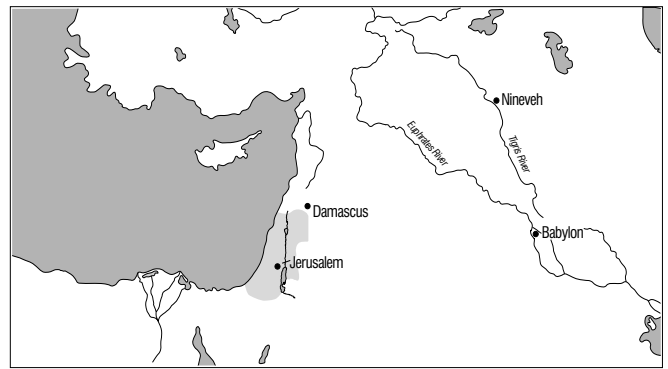 Nineveh
Euphrates River
Tigris River
Damascus
Babylon
Jerusalem